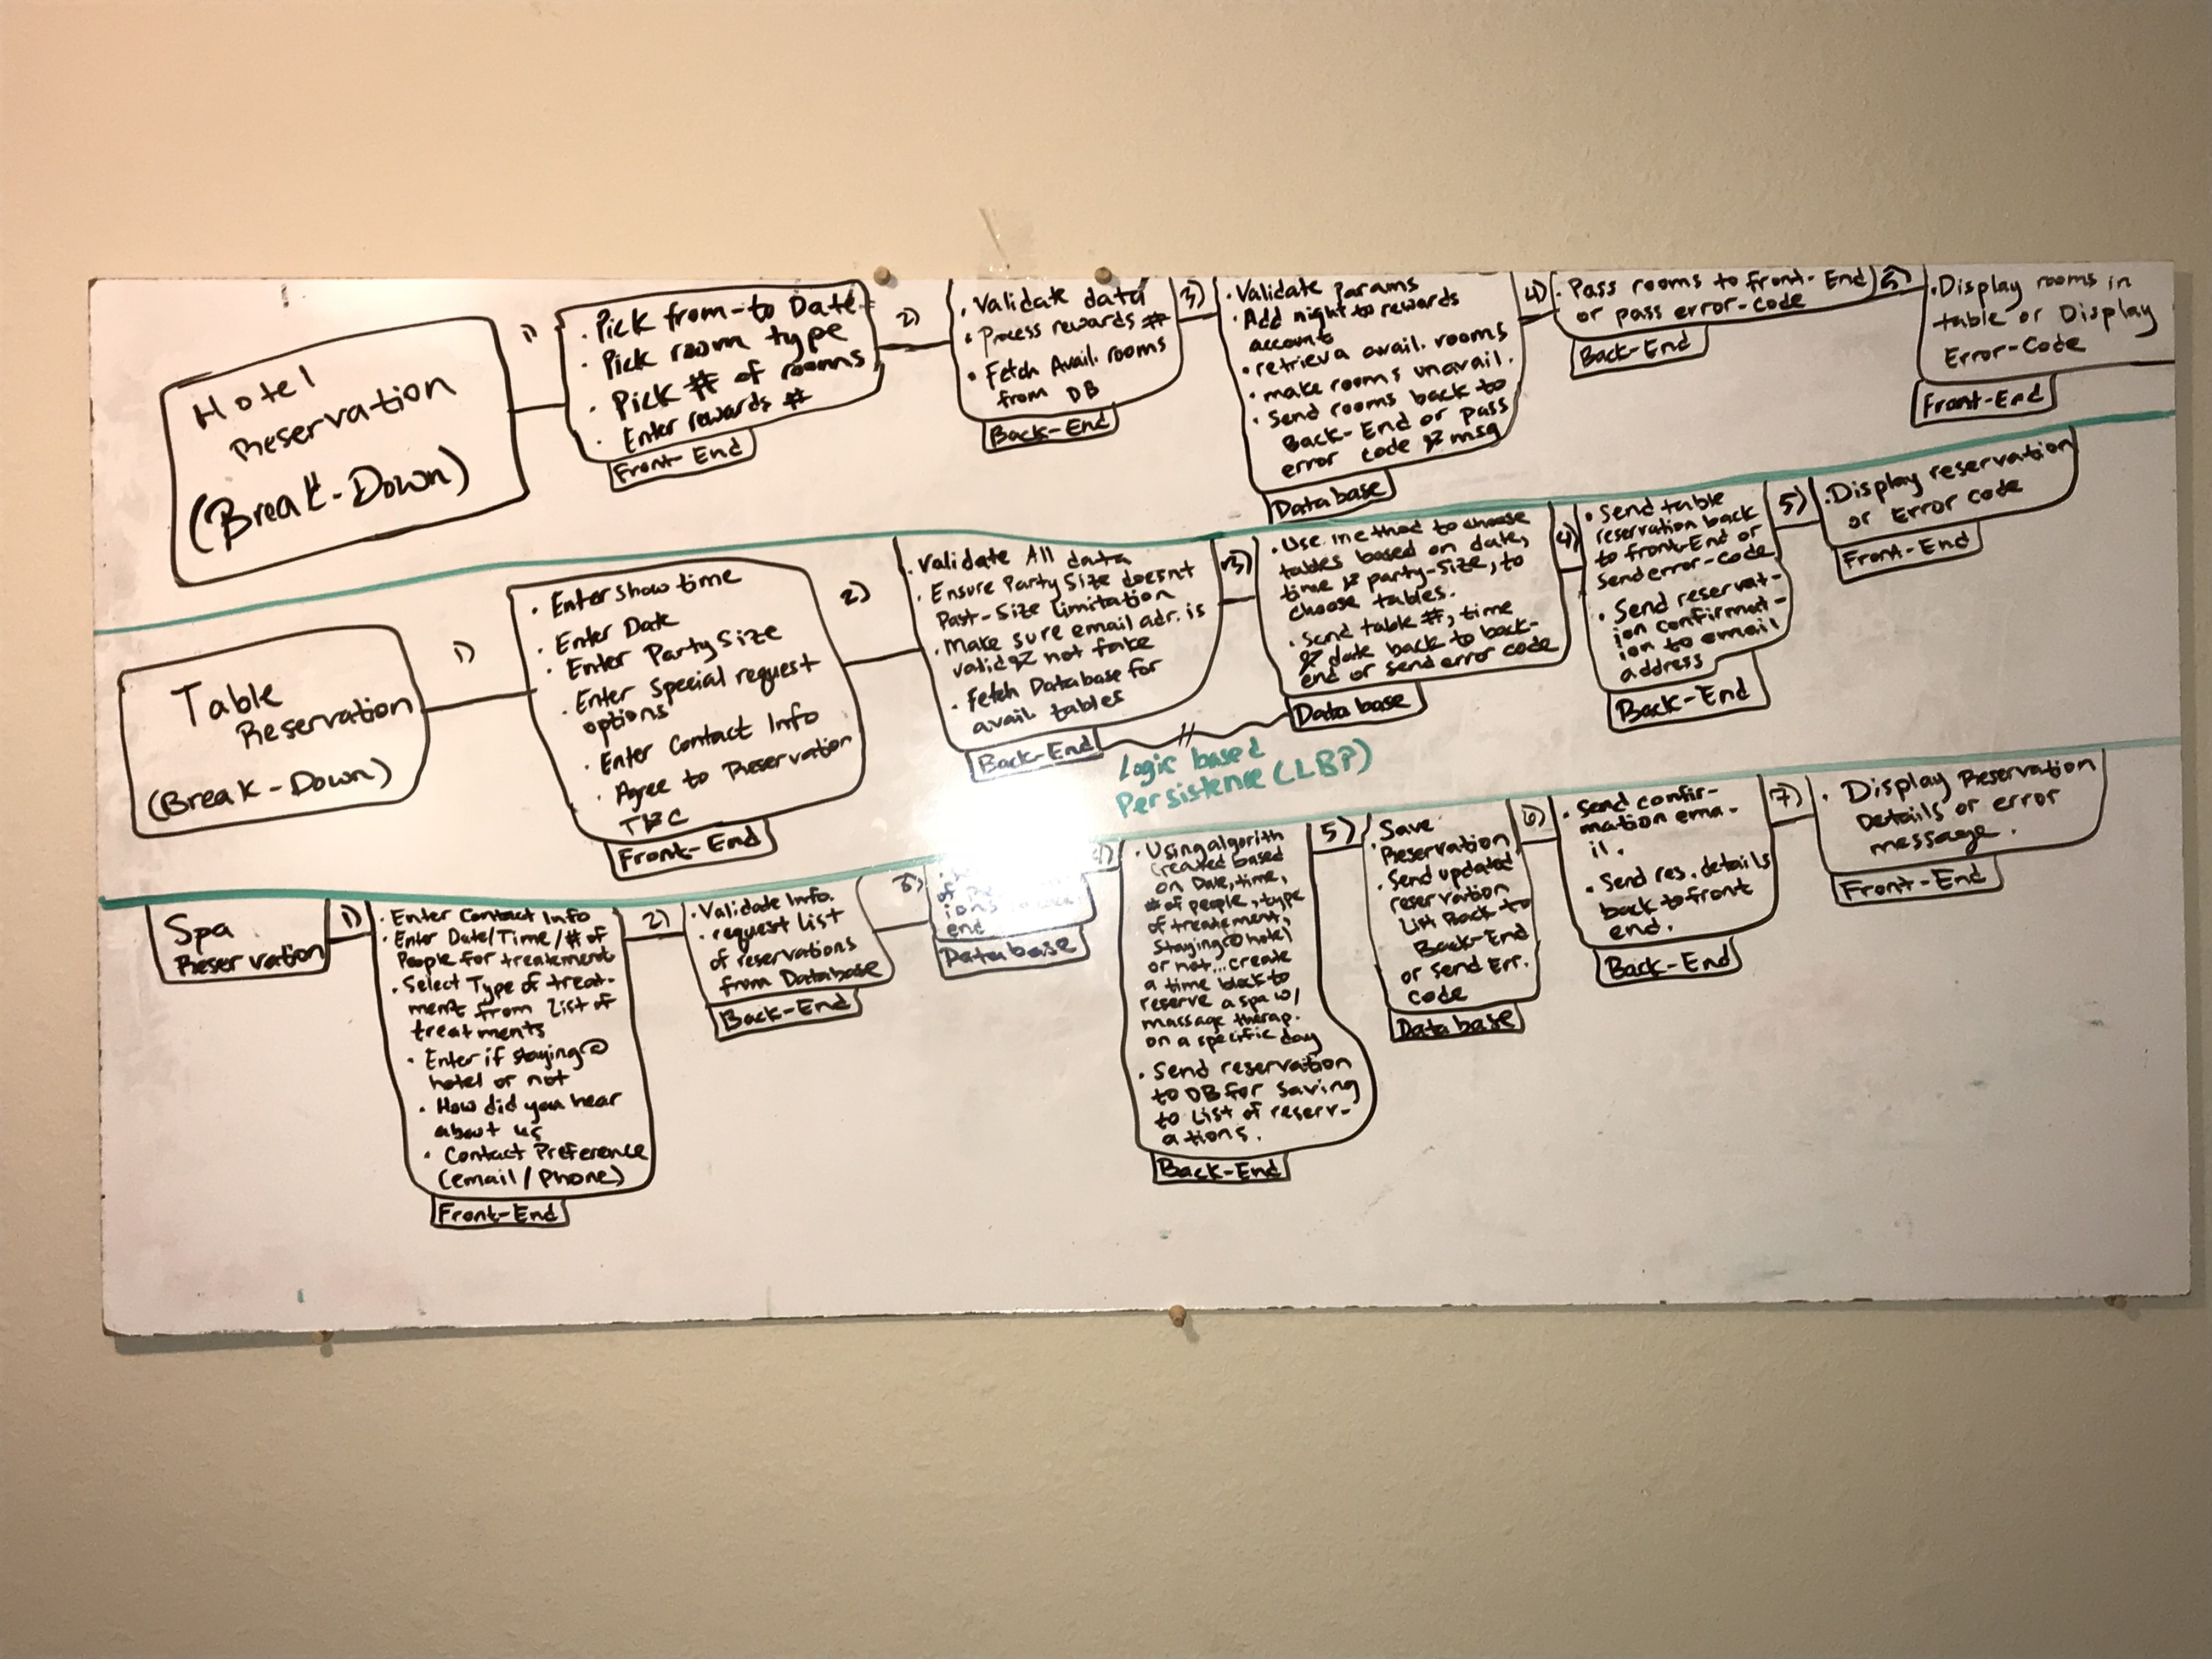 Hotel
Reservation
(Break-Down)
1)
. Pick from-to Date
. Pick room type
. Pick # of rooms
. Enter rewards #
Front End
2)
. Validate data
. Process rewards #
. Fetch Avail. rooms
from DB
Back-End
3)
. Validate params
. Add night to rewards
account
. retrieva avail. rooms
. make rooms unavail.
. Send rooms back to
Back-End or pass
error code & msg
Database
4)
. Pass rooms to front-End
or pass error-code
Back-End
5)
. Display rooms in
table or Display
Error-Code
Front-End
Table
Reservation
(Break-Down)
1)
. Enter show time
. Enter Date
. Enter Party Size
. Enter Special request
options
. Enter Contact Info
. Agree to Reservation
T&C
Front-End
2)
. Validate All data
. Ensure Party Size doesnt
Past-Size limitation
. Make sure email adr. is
valid & not fake
. Fetch Database for
avail tables
Back-End
3)
. Use method to choose
tables based on date,
time & party-size, to
choose tables.
. Send table #, time
& date back to back-
end or send error code
Database
Logic based
Persistence (LBP)
4)
. Send table
reservation back
to front-End or
Send error-code
. Send reservat-
ion confirmat-
ion to email
address
Back-End
5)
. Display reservation
or Error code
Front-End
Spa
Reservation
1)
. Enter Contact Info
. Enter Date/Time/# of
People for treatement
. Select Type of treat-
ment from List of
treatments
. Enter if staying @
hotel or not
. How did you hear
about us
. Contact Preference
(email/Phone)
Front-End
2)
. Validate Info.
. request List
of reservations
from Database
Back-End
3)
end
Database
4)
. Using algorith
Created based
on Date, time,
# of people, type
of treatement,
Staying @ hotel
or not... create
a time block to
reserve a spa w/
massage therap.
on a specific day
. Send reservation
to DB for Saving
to List of reserv-
ations.
Back-End
5)
. Save
Reservation
. Send updated
reservation
List Back to
Back-End
or send Err.
code
Database
6)
. Send confir-
mation ema-
il.
. Send res. details
back to front
end.
Back-End
7)
. Display Reservation
Details or error
message.
Front-End